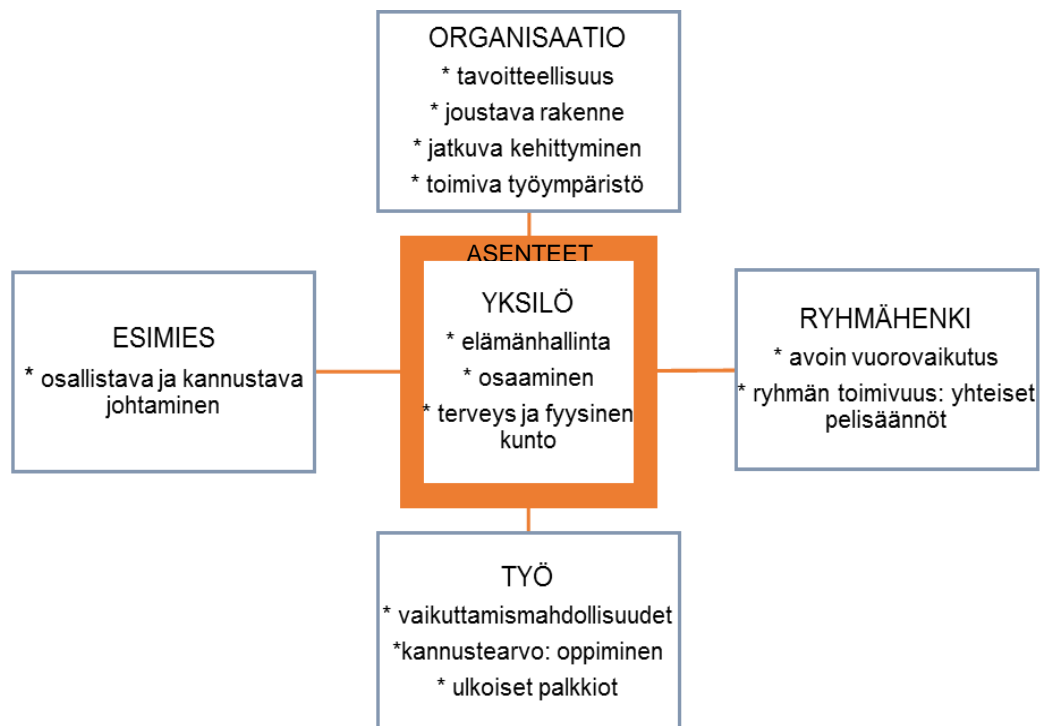 ORGANISAATIO
* tavoitteellisuus
* joustava rakenne
* jatkuva kehittyminen
* toimiva työympäristö
ESIMIES
* osallistava ja kannustava
johtaminen
ASENTEET
YKSILÖ
* elämänhallinta
* osaaminen
* terveys ja fyysinen
kunto
RYHMÄHENKI
* avoin vuorovaikutus
* ryhmän toimivuus: yhteiset
pelisäännöt
TYÖ
* vaikuttamismahdollisuudet
*kannustearvo: oppiminen
* ulkoiset palkkiot